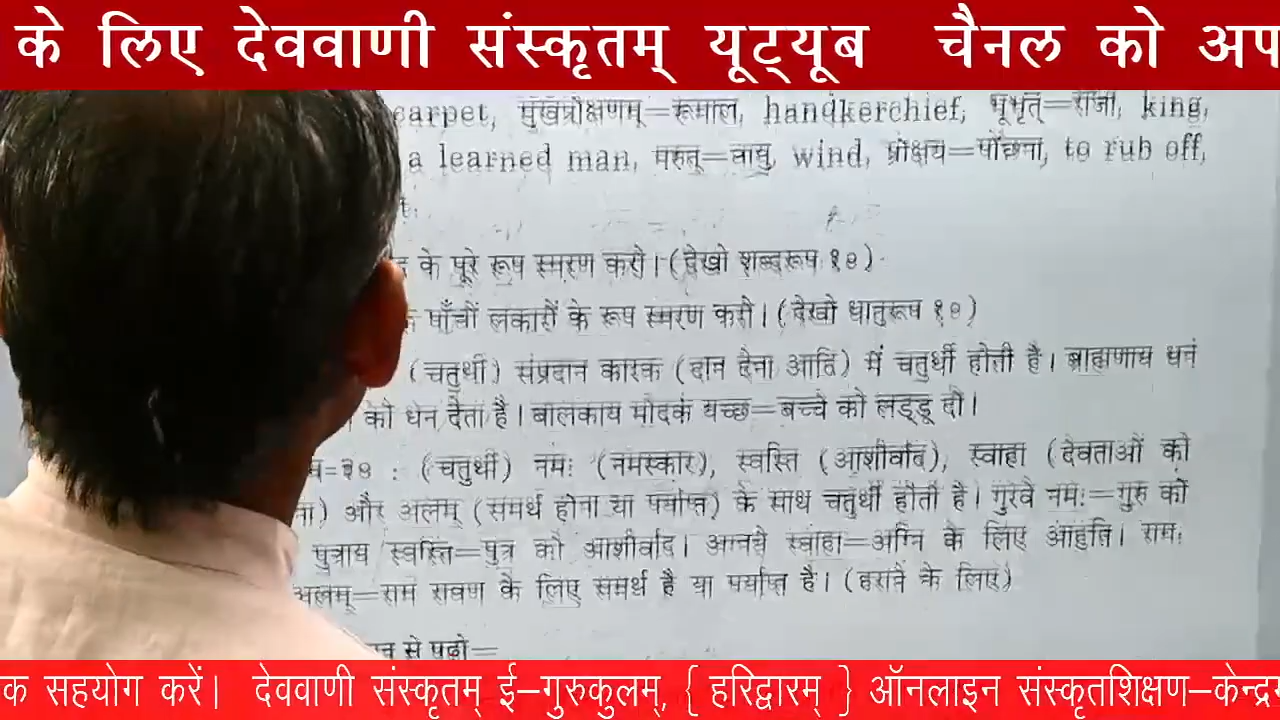 के लिए देववाणी संस्कृतम् यूट्यूब चैनल को अप
carpet, मुखप्रोक्षणम्=रूमाल, handkerchief, भूभृत्=राजा, king,
a learned man, मरुत्=वायु, wind, प्रोक्षय=पोंछना, to rub off,
के पूरे रूप स्मरण करो। (देखो शब्दरूप १०)
पाँचों लकारों के रूप स्मरण करो। (देखो धातुरूप १०)
(चतुर्थी) संप्रदान कारक (दान देना आदि) में चतुर्थी होती है। ब्राह्मणाय धनं
को धन देता है। बालकाय मोदकं यच्छ=बच्चे को लड्डू दो।
(चतुर्थी) नमः (नमस्कार), स्वस्ति (आशीर्वाद), स्वाहा (देवताओं को
और अलम् (समर्थ होना या पर्याप्त) के साथ चतुर्थी होती है। गुरवे नमः=गुरु को
पुत्राय स्वस्ति=पुत्र को आशीर्वाद। अग्नये स्वाहा=अग्नि के लिए आहुति। रामः
अलम्=राम रावण के लिए समर्थ है या पर्याप्त है। (हराने के लिए)
से पढ़ो=
क सहयोग करें। देववाणी संस्कृतम् ई-गुरुकुलम्, { हरिद्वारम् } ऑनलाइन संस्कृतशिक्षण-केन्द्र